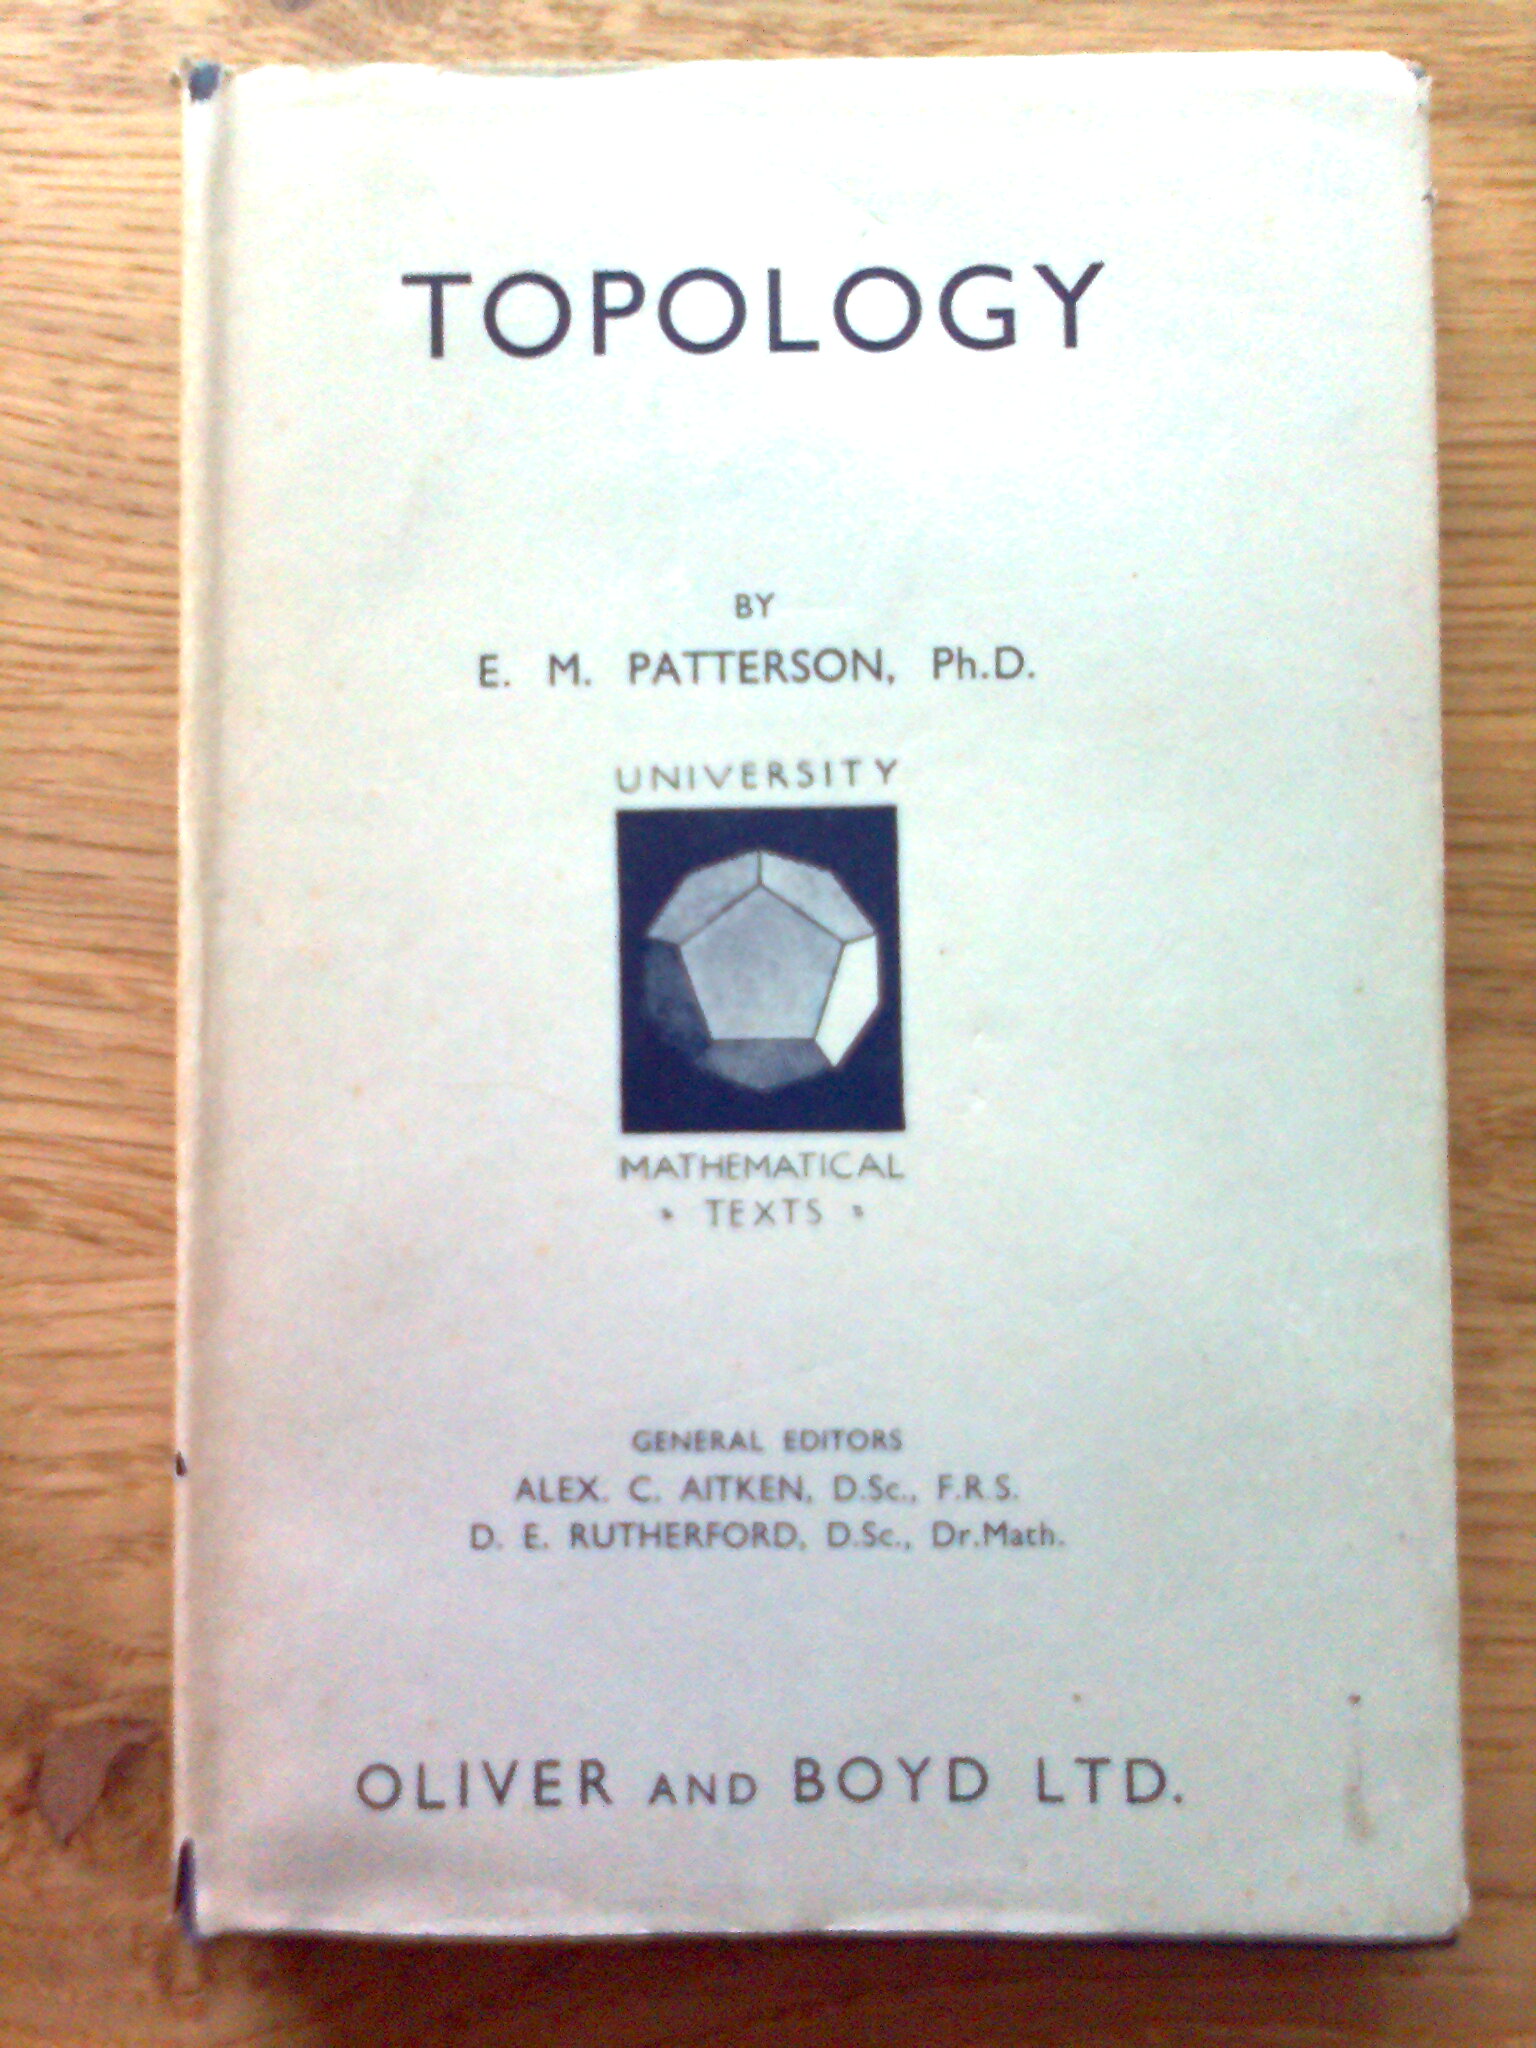 TOPOLOGY
BY
E. M. PATTERSON, Ph.D.
UNIVERSITY
MATHEMATICAL
• TEXTS •
GENERAL EDITORS
ALEX. C. AITKEN, D.Sc., F.R.S.
D. E. RUTHERFORD, D.Sc., Dr.Math.
OLIVER AND BOYD LTD.